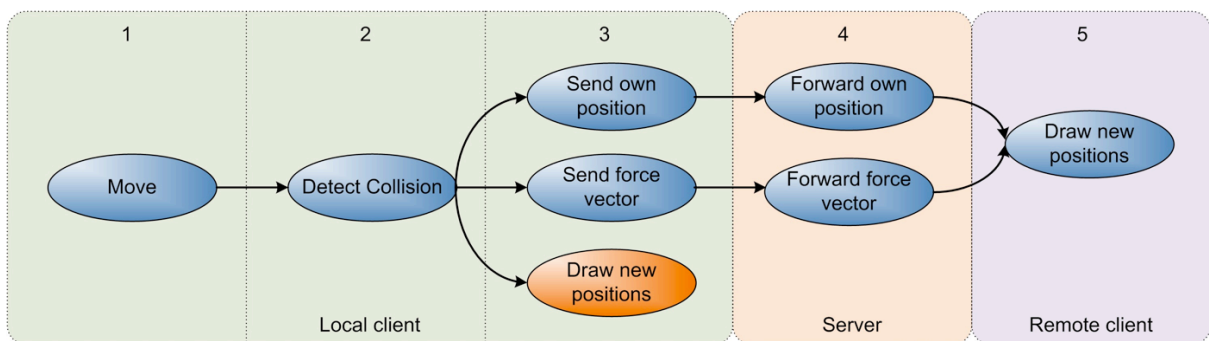 1
2
3
4
5
Move
Detect Collision
Send own
position
Send force
vector
Draw new
positions
Forward own
position
Forward force
vector
Draw new
positions
Local client
Server
Remote client